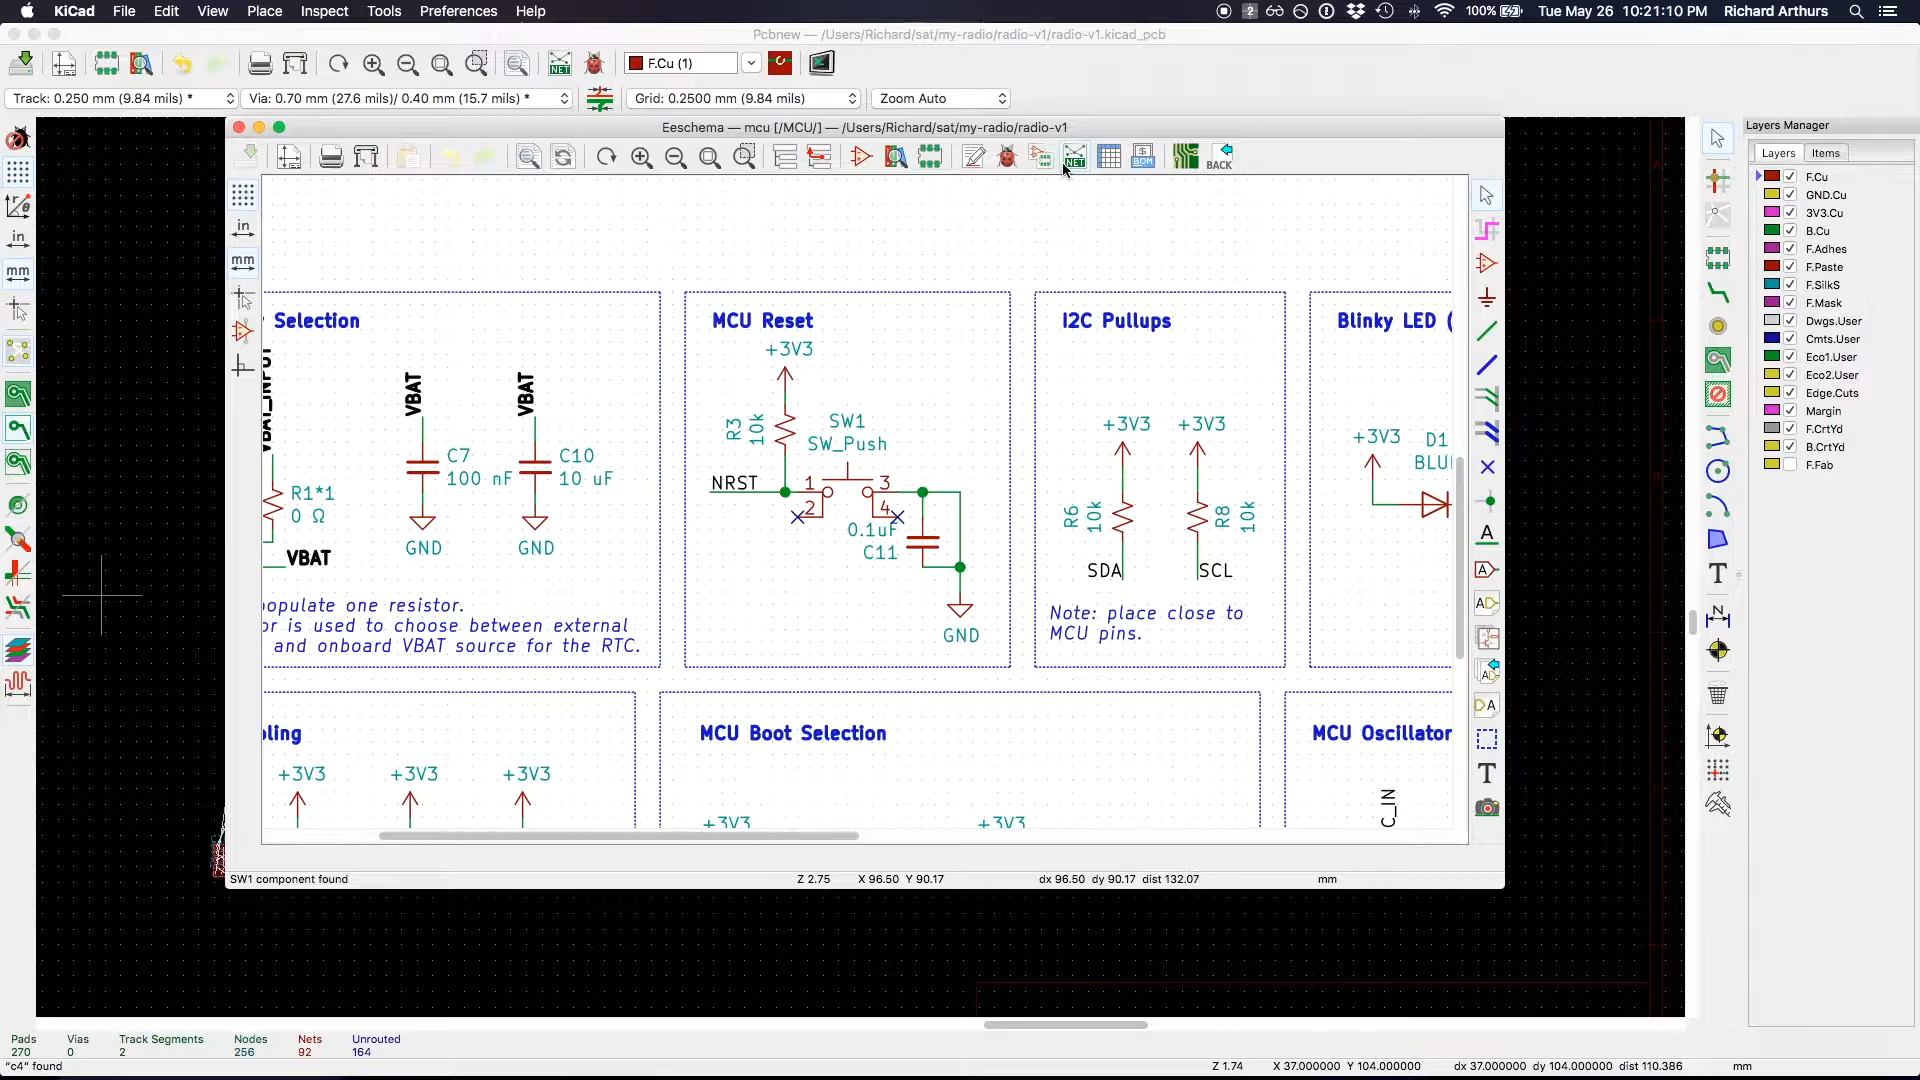 KiCad File Edit View Place Inspect Tools Preferences Help
2 100% Tue May 26 10:21:10 PM Richard Arthurs
Pcbnew — /Users/Richard/sat/my-radio/radio-v1/radio-v1.kicad_pcb
NET F.Cu (1)
Track: 0.250 mm (9.84 mils) * Via: 0.70 mm (27.6 mils)/ 0.40 mm (15.7 mils) * Grid: 0.2500 mm (9.84 mils) Zoom Auto
Eeschema — mcu [/MCU/] — /Users/Richard/sat/my-radio/radio-v1
NET BOM BACK
in
mm
in
mm
Selection
VBAT_INPUT
R1*1
0 Ω
VBAT
VBAT
C7
100 nF
GND
VBAT
C10
10 uF
GND
populate one resistor.
or is used to choose between external
and onboard VBAT source for the RTC.
MCU Reset
+3V3
R3
10k
SW1
SW_Push
NRST
1 3
2 4
0.1uF
C11
GND
I2C Pullups
+3V3 +3V3
R6
10k
R8
10k
SDA SCL
Note: place close to
MCU pins.
Blinky LED (
+3V3
D1
BLU
pling
+3V3 +3V3 +3V3
MCU Boot Selection
+3V3 +3V3
MCU Oscillator
C_IN
SW1 component found Z 2.75 X 96.50 Y 90.17 dx 96.50 dy 90.17 dist 132.07 mm
Layers Manager
Layers Items
F.Cu
GND.Cu
3V3.Cu
B.Cu
F.Adhes
F.Paste
F.SilkS
F.Mask
Dwgs.User
Cmts.User
Eco1.User
Eco2.User
Edge.Cuts
Margin
F.CrtYd
B.CrtYd
F.Fab
Pads Vias Track Segments Nodes Nets Unrouted
270 0 2 256 92 164
"c4" found Z 1.74 X 37.000000 Y 104.000000 dx 37.000000 dy 104.000000 dist 110.386 mm